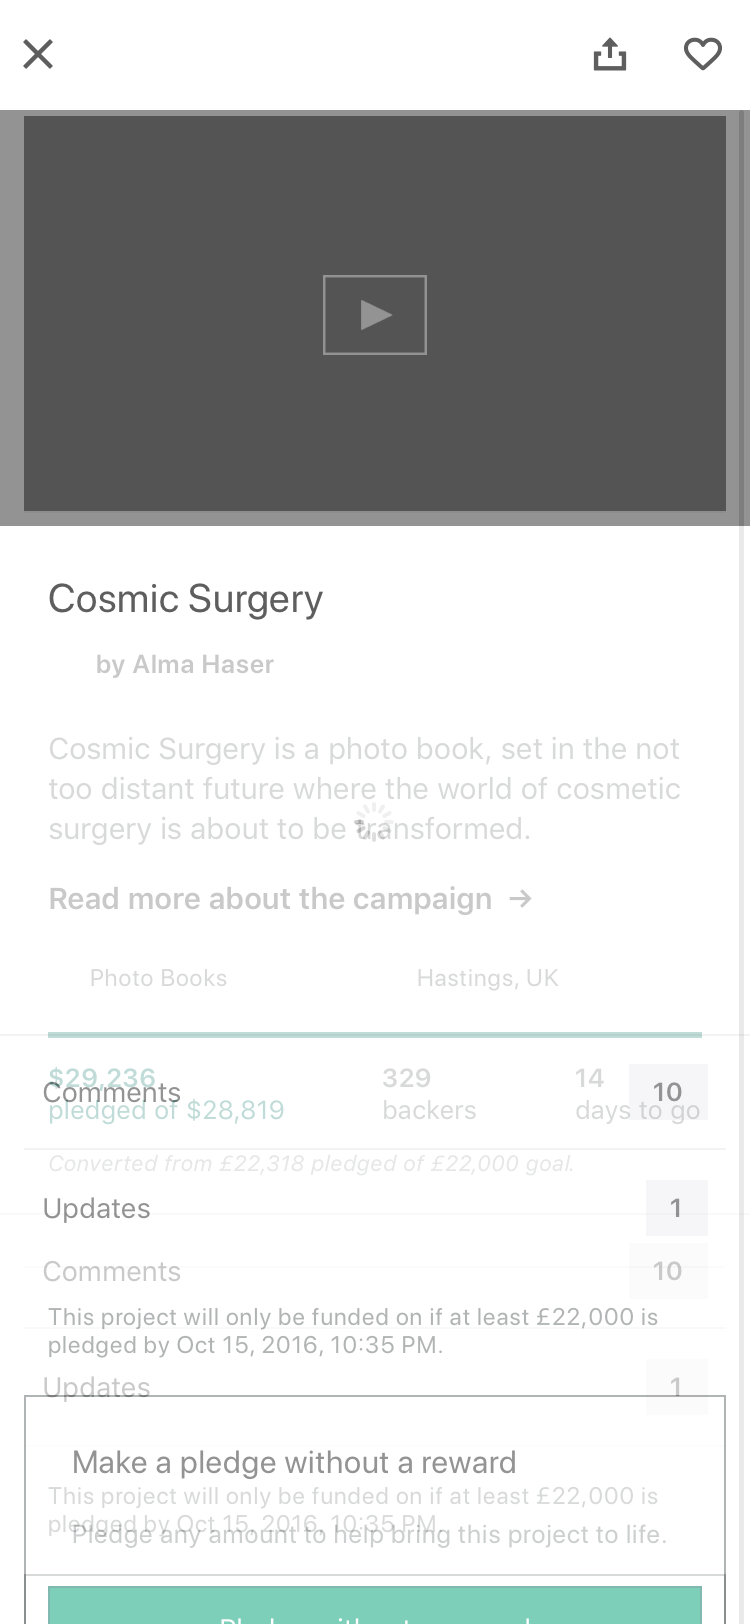 Cosmic Surgery
by Alma Haser
Cosmic Surgery is a photo book, set in the not
too distant future where the world of cosmetic
surgery is about to be transformed.
Read more about the campaign →
Photo Books
Hastings, UK
$29,236
329
14
Comments
10
pledged of $28,819
backers
days to go
Converted from £22,318 pledged of £22,000 goal.
Updates
1
Comments
10
This project will only be funded on if at least £22,000 is
pledged by Oct 15, 2016, 10:35 PM.
Updates
1
Make a pledge without a reward
This project will only be funded on if at least £22,000 is
pledged by Oct 15, 2016, 10:35 PM.
Pledge any amount to help bring this project to life.